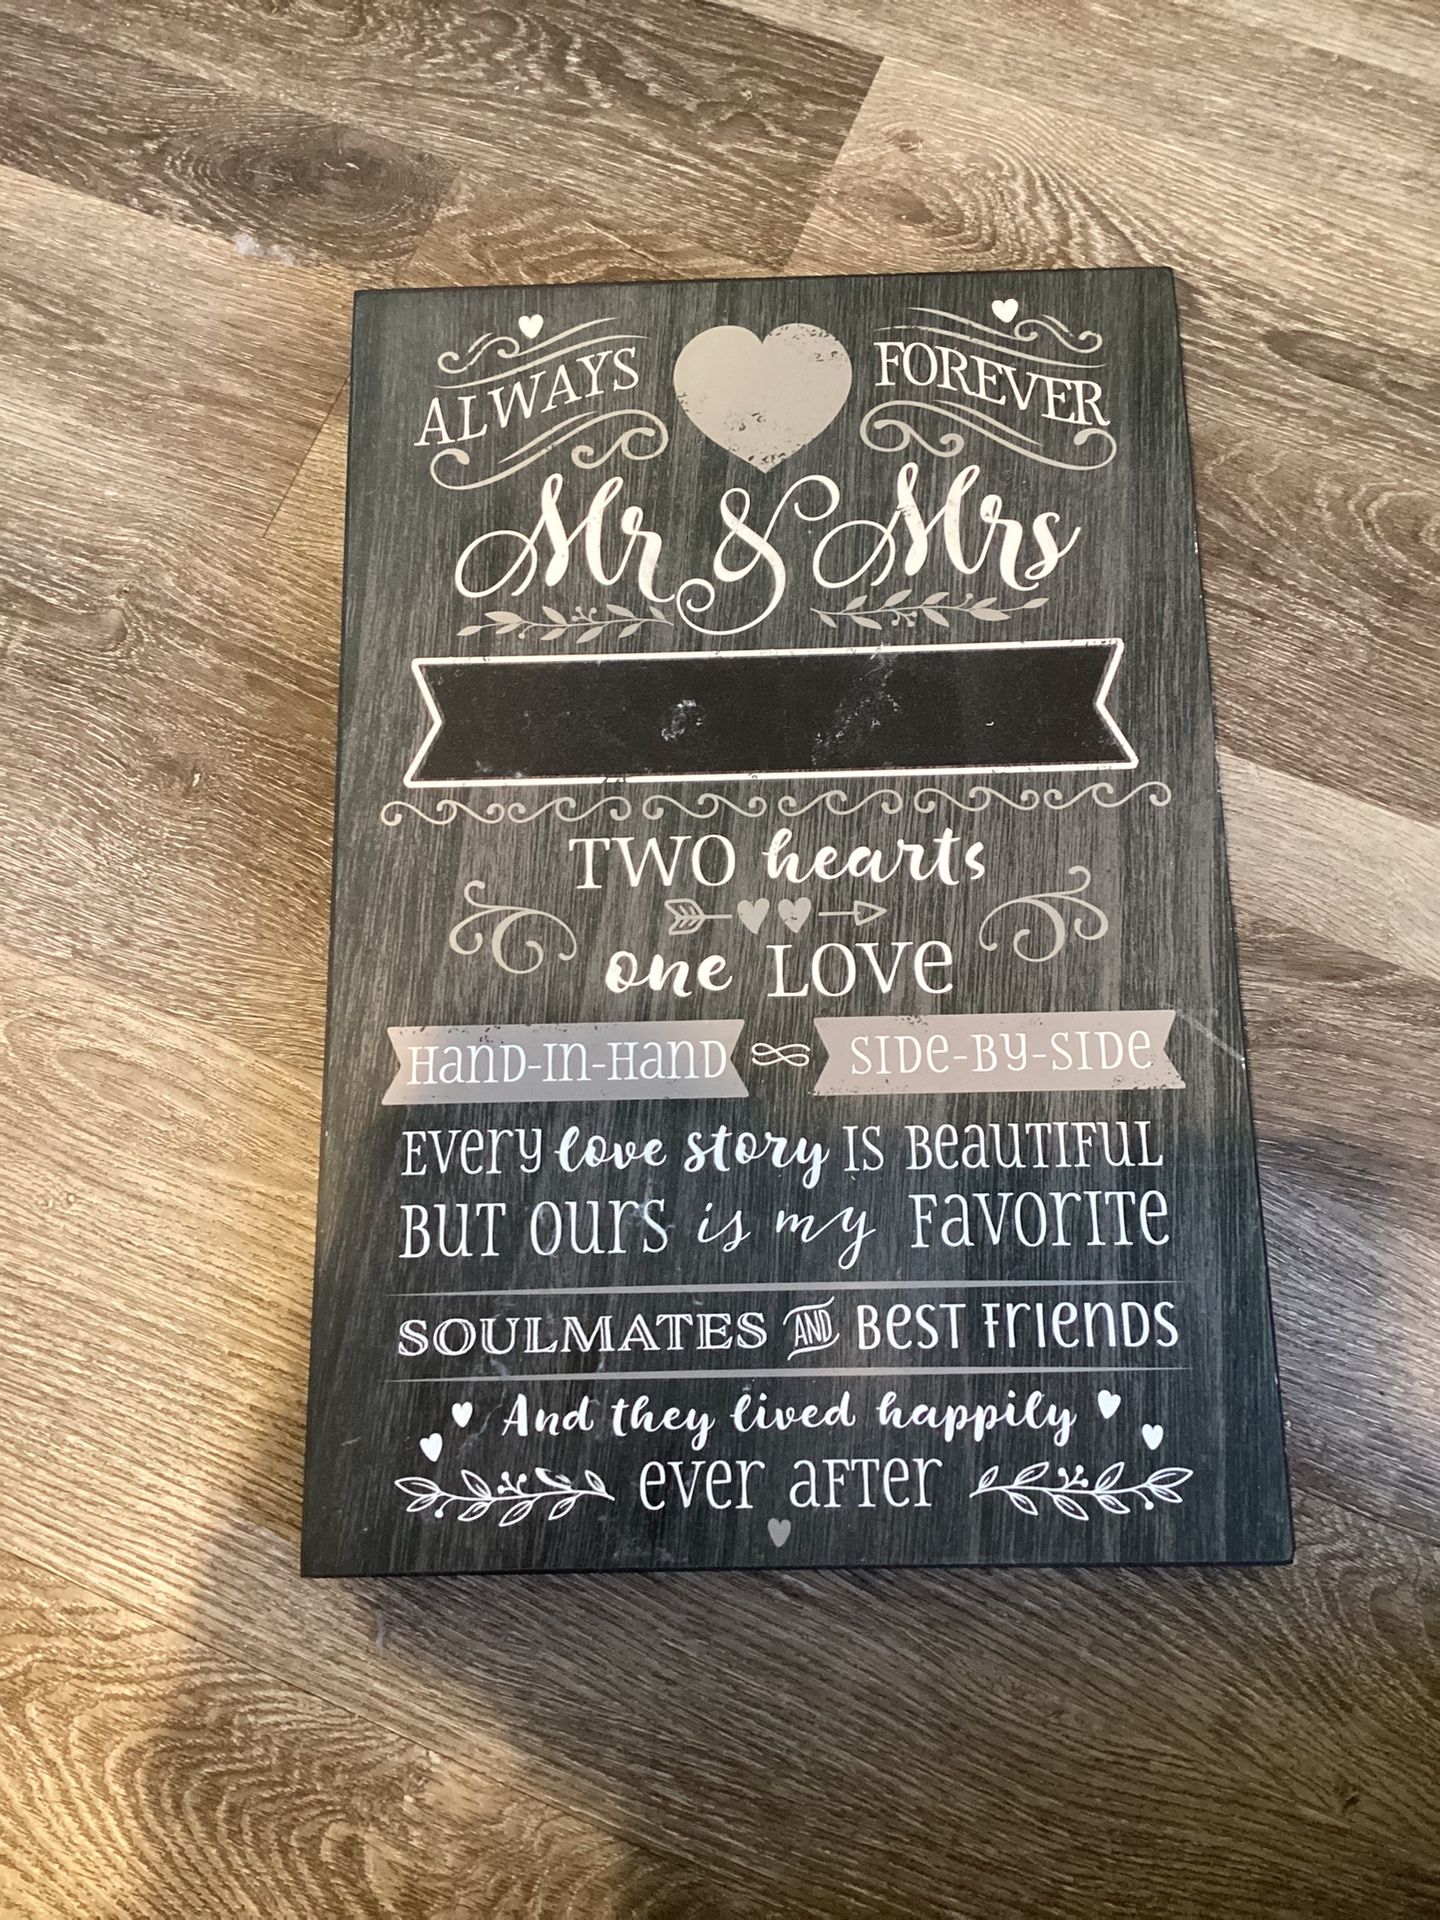 ALWAYS FOREVER
Mr & Mrs
TWO hearts
one LOVE
HAND-IN-HAND SIDE-BY-SIDE
EVERY love story IS BEAUTIFUL
BUT OURS is my FAVORITE
SOULMATES AND BEST FRIENDS
And they lived happily
EVER AFTER